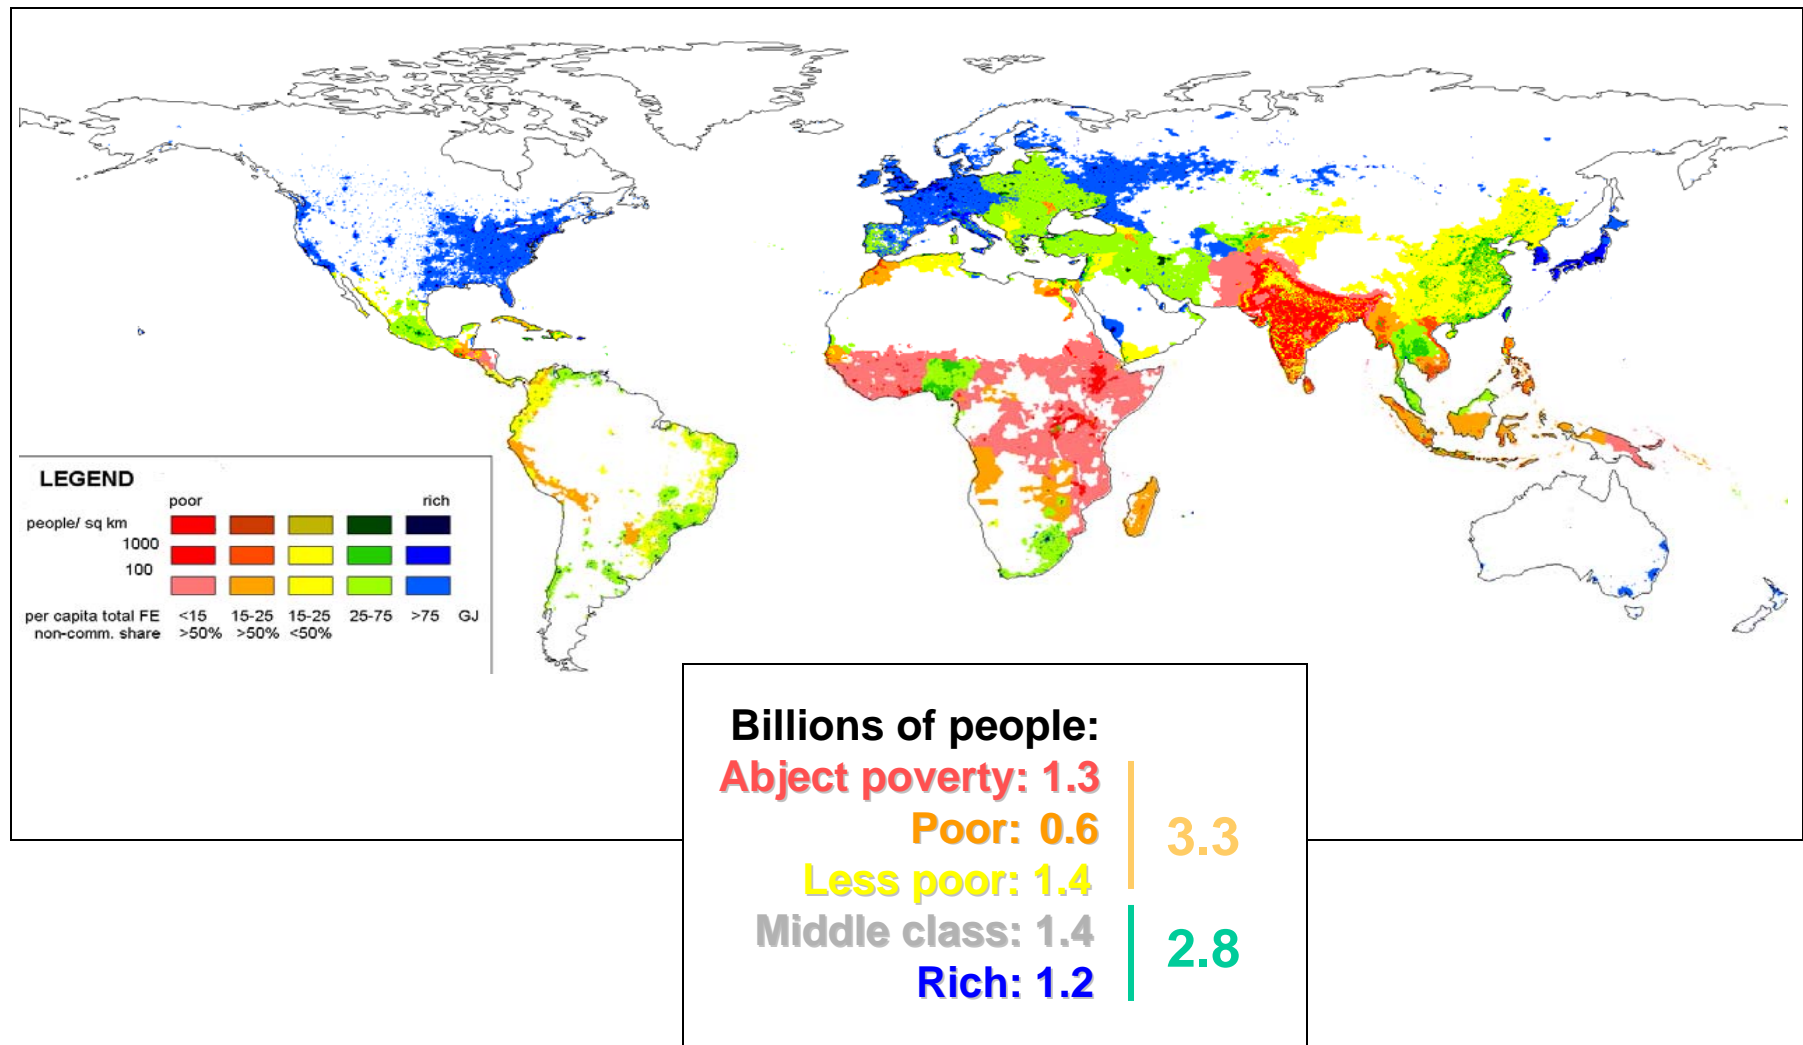 LEGEND
poor rich
people/ sq km
1000
100
per capita total FE <15 15-25 15-25 25-75 >75 GJ
non-comm. share >50% >50% <50%
Billions of people:
Abject poverty: 1.3
Poor: 0.6
Less poor: 1.4
3.3
Middle class: 1.4
Rich: 1.2
2.8